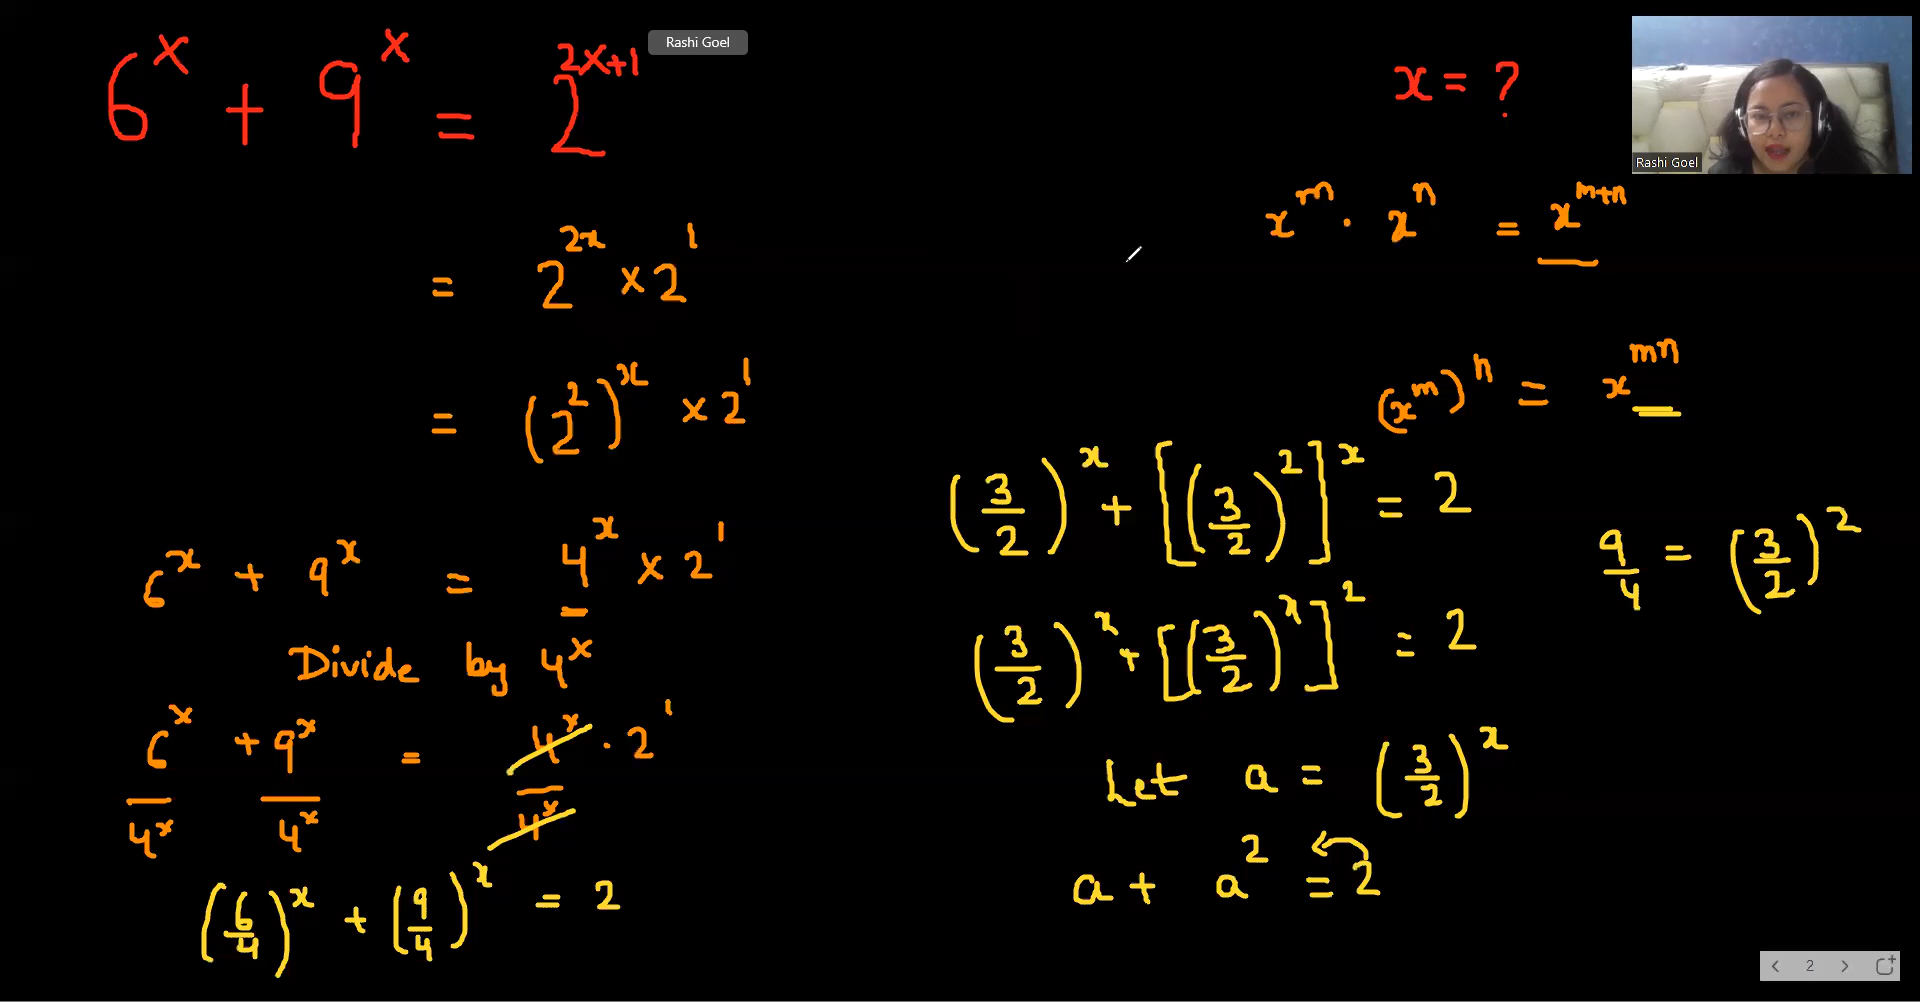 6^x + 9^x = 2^{2x+1}
Rashi Goel
x = ?
Rashi Goel
= 2^{2x} × 2^1
x^m · x^n = x^{m+n}
= (2^2)^x × 2^1
(x^m)^n = x^{mn}
6^x + 9^x = 4^x × 2^1
Divide by 4^x
6^x/4^x + 9^x/4^x = 4^x/4^x · 2^1
(6/4)^x + (9/4)^x = 2
(3/2)^x + [(3/2)^2]^x = 2
9/4 = (3/2)^2
(3/2)^x + [(3/2)^x]^2 = 2
Let a = (3/2)^x
a + a^2 = 2
2